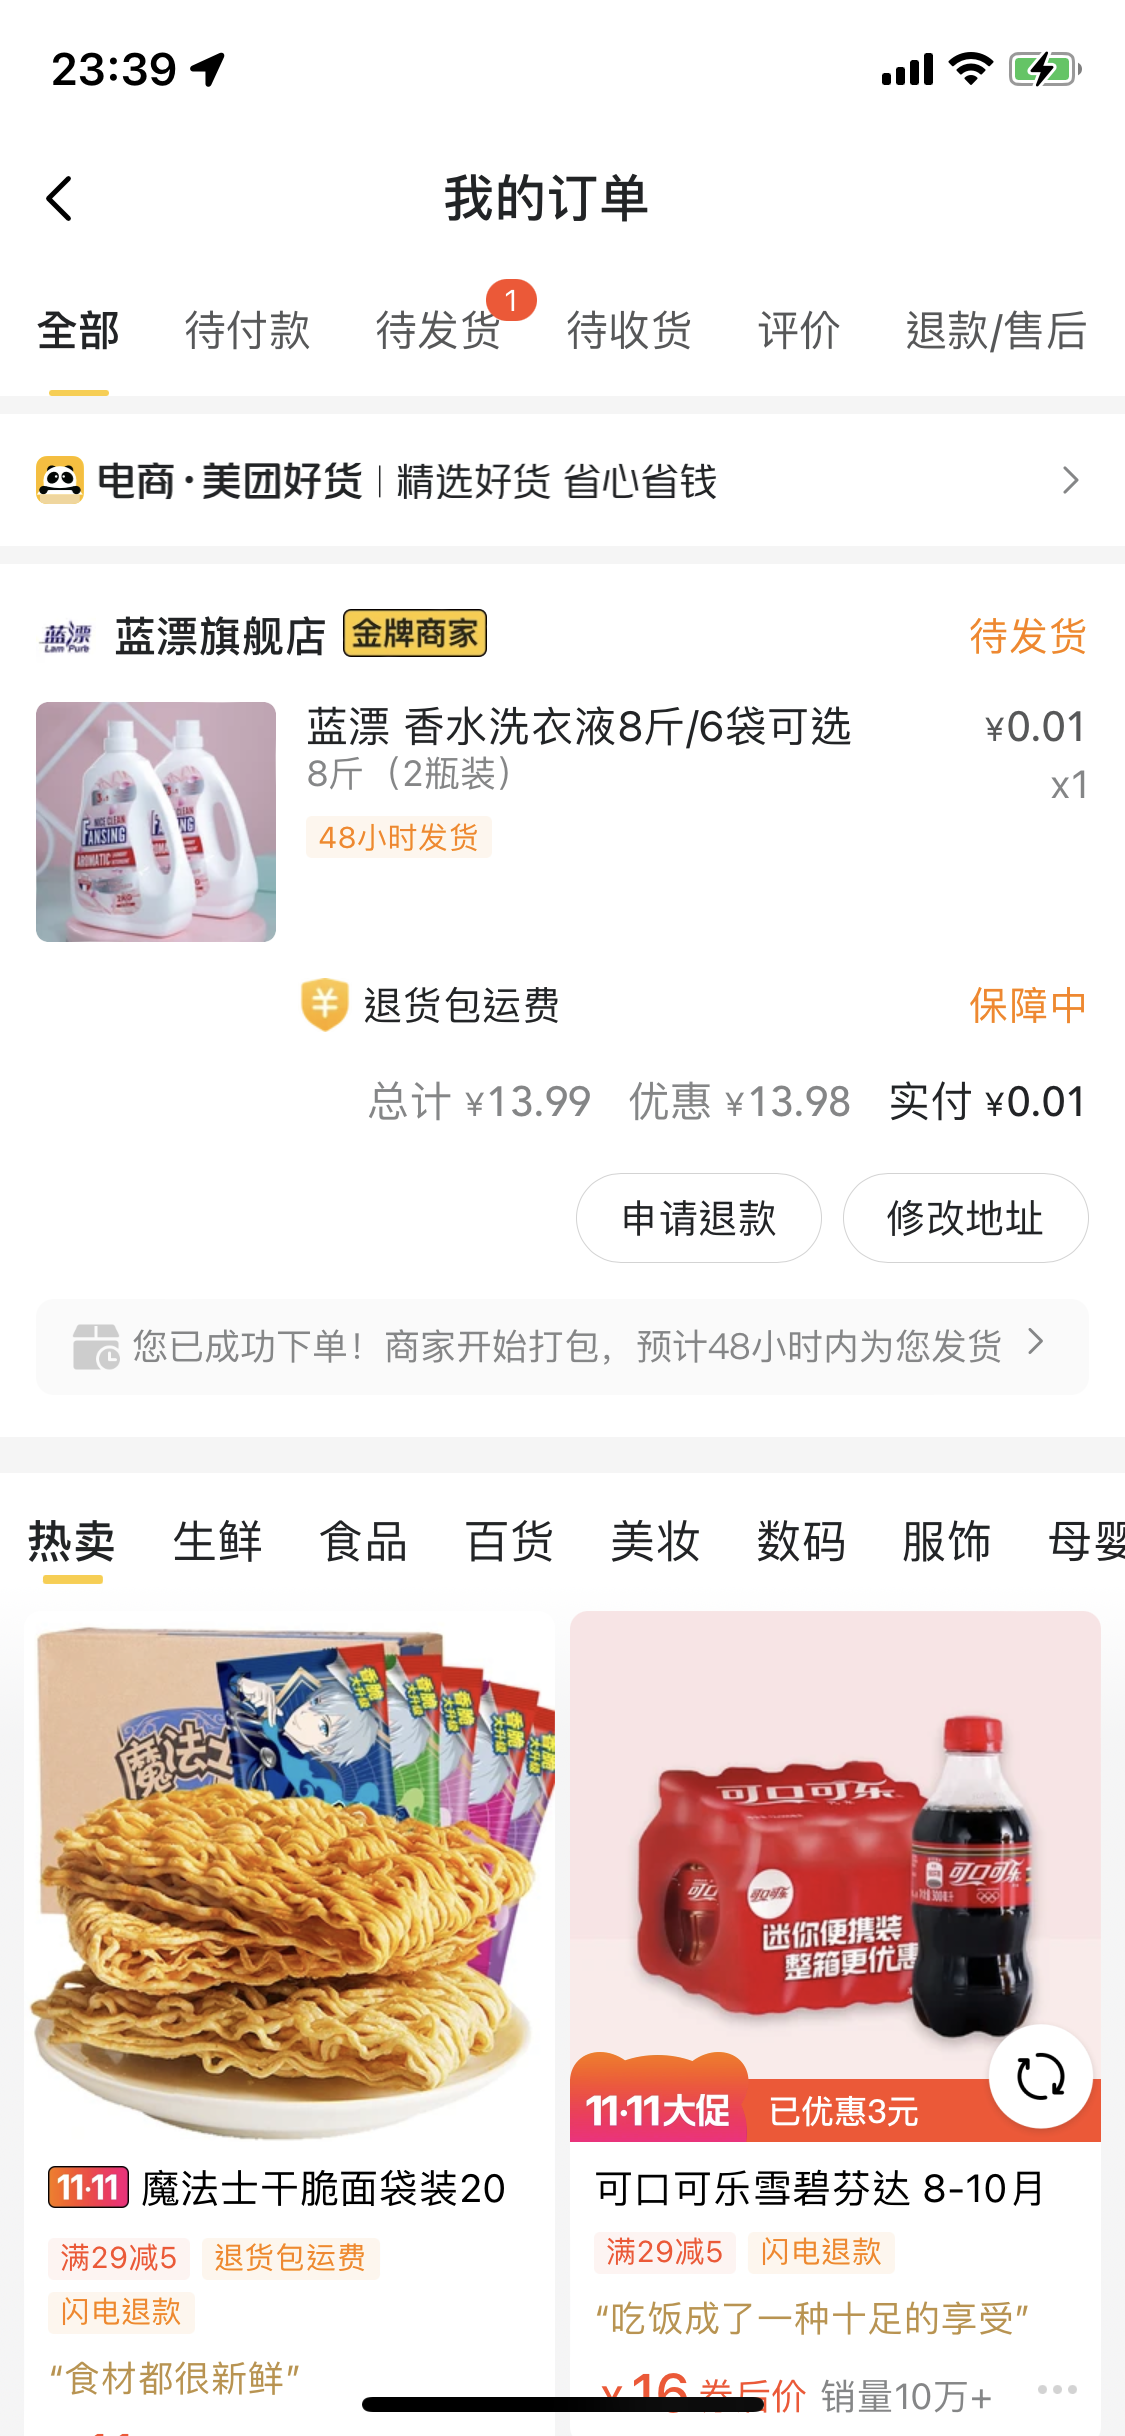 23:39
我的订单
全部 待付款 待发货 1 待收货 评价 退款/售后
电商·美团好货 | 精选好货 省心省钱
蓝漂 Lam Pure 蓝漂旗舰店 金牌商家 待发货
蓝漂 香水洗衣液8斤/6袋可选 ¥0.01
8斤（2瓶装） x1
48小时发货
NICE CLEAN
FANSING
AROMATIC
退货包运费 保障中
总计 ¥13.99 优惠 ¥13.98 实付 ¥0.01
申请退款 修改地址
您已成功下单！商家开始打包，预计48小时内为您发货
热卖 生鲜 食品 百货 美妆 数码 服饰 母婴
香脆大升级
魔法士
可口可乐
可口可乐
迷你便携装
整箱更优惠
11·11大促 已优惠3元
11·11 魔法士干脆面袋装20
满29减5 退货包运费
闪电退款
“食材都很新鲜”
可口可乐雪碧芬达 8-10月
满29减5 闪电退款
“吃饭成了一种十足的享受”
¥16 券后价 销量10万+